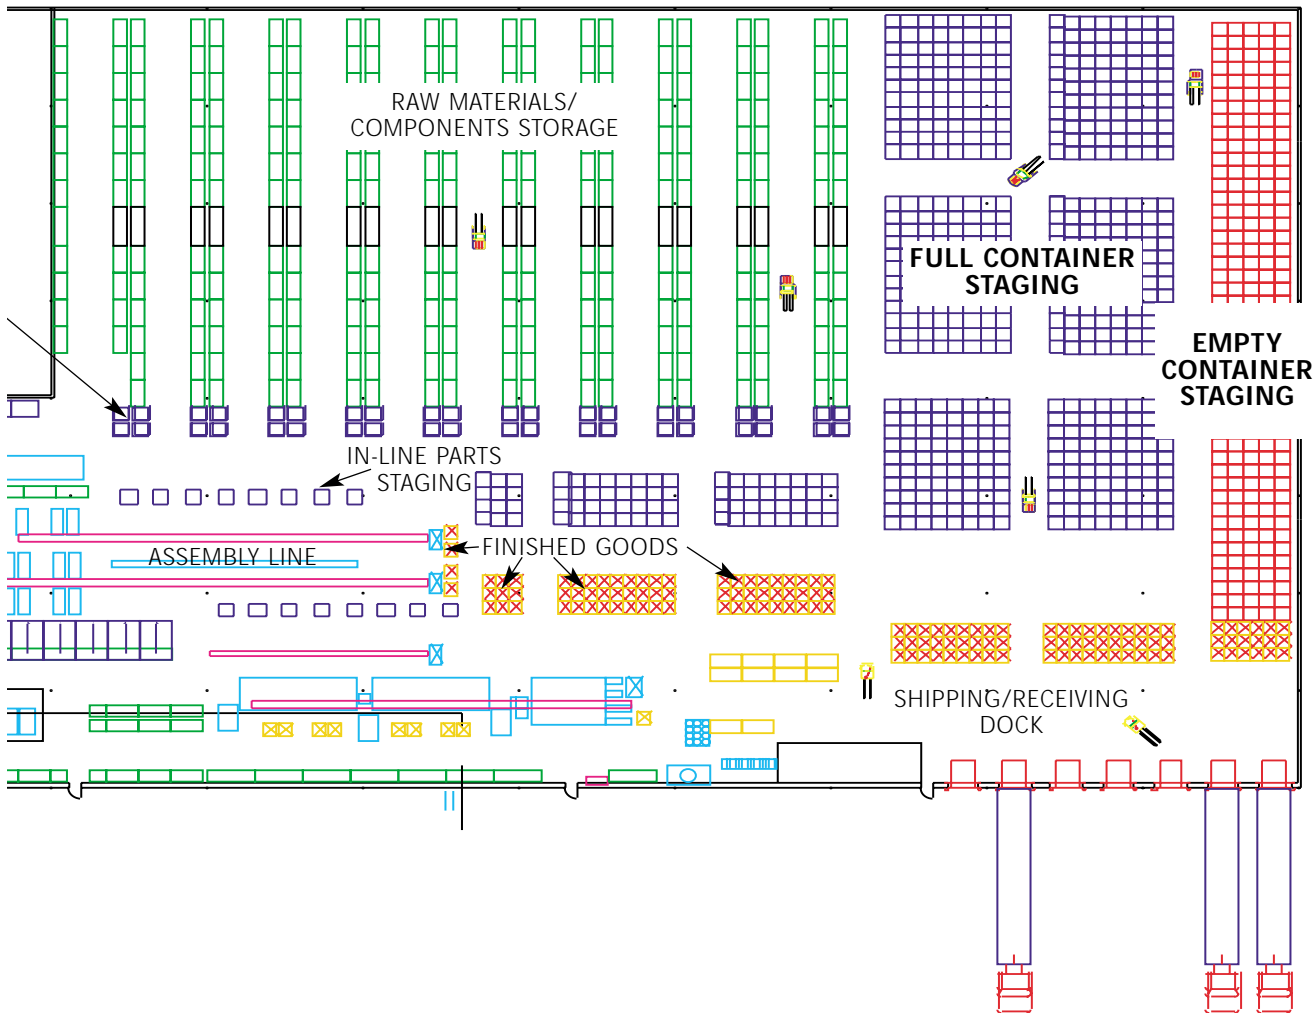 RAW MATERIALS/
COMPONENTS STORAGE
FULL CONTAINER
STAGING
EMPTY
CONTAINER
STAGING
IN-LINE PARTS
STAGING
ASSEMBLY LINE
FINISHED GOODS
SHIPPING/RECEIVING
DOCK